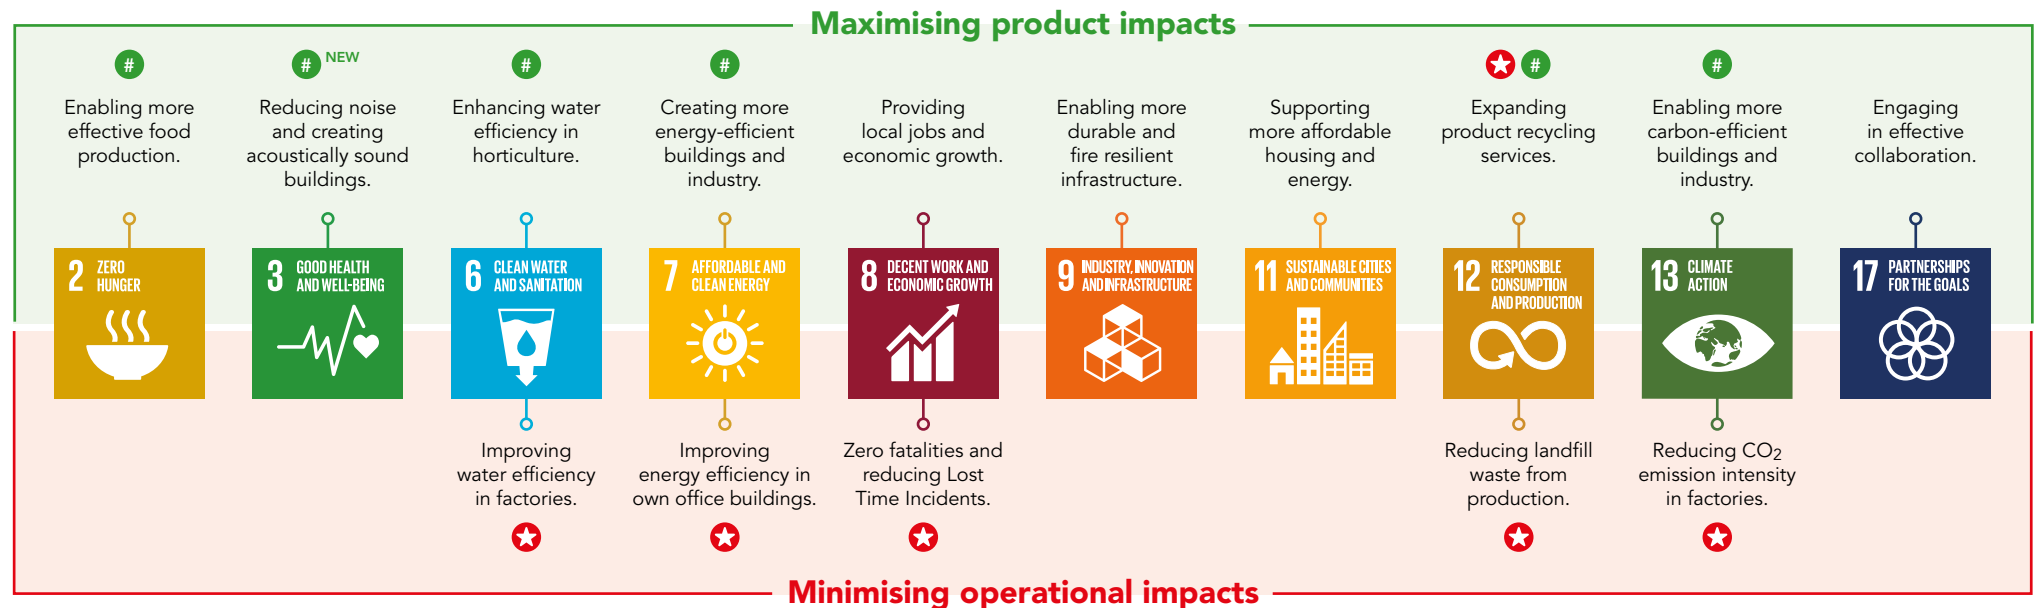 Maximising product impacts
#
Enabling more
effective food
production.
# NEW
Reducing noise
and creating
acoustically sound
buildings.
#
Enhancing water
efficiency in
horticulture.
#
Creating more
energy-efficient
buildings and
industry.
Providing
local jobs and
economic growth.
Enabling more
durable and
fire resilient
infrastructure.
Supporting
more affordable
housing and
energy.
#
Expanding
product recycling
services.
#
Enabling more
carbon-efficient
buildings and
industry.
Engaging
in effective
collaboration.
2 ZERO
HUNGER
3 GOOD HEALTH
AND WELL-BEING
6 CLEAN WATER
AND SANITATION
7 AFFORDABLE AND
CLEAN ENERGY
8 DECENT WORK AND
ECONOMIC GROWTH
9 INDUSTRY, INNOVATION
AND INFRASTRUCTURE
11 SUSTAINABLE CITIES
AND COMMUNITIES
12 RESPONSIBLE
CONSUMPTION
AND PRODUCTION
13 CLIMATE
ACTION
17 PARTNERSHIPS
FOR THE GOALS
Improving
water efficiency
in factories.
Improving
energy efficiency in
own office buildings.
Zero fatalities and
reducing Lost
Time Incidents.
Reducing landfill
waste from
production.
Reducing CO2
emission intensity
in factories.
Minimising operational impacts